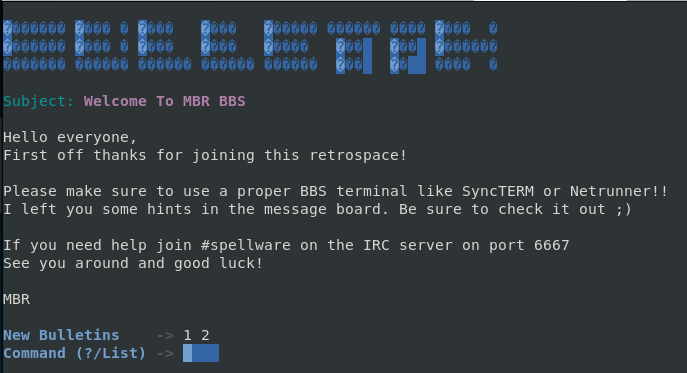 Subject: Welcome To MBR BBS
Hello everyone,
First off thanks for joining this retrospace!
Please make sure to use a proper BBS terminal like SyncTERM or Netrunner!!
I left you some hints in the message board. Be sure to check it out ;)
If you need help join #spellware on the IRC server on port 6667
See you around and good luck!
MBR
New Bulletins -> 1 2
Command (?/List) ->